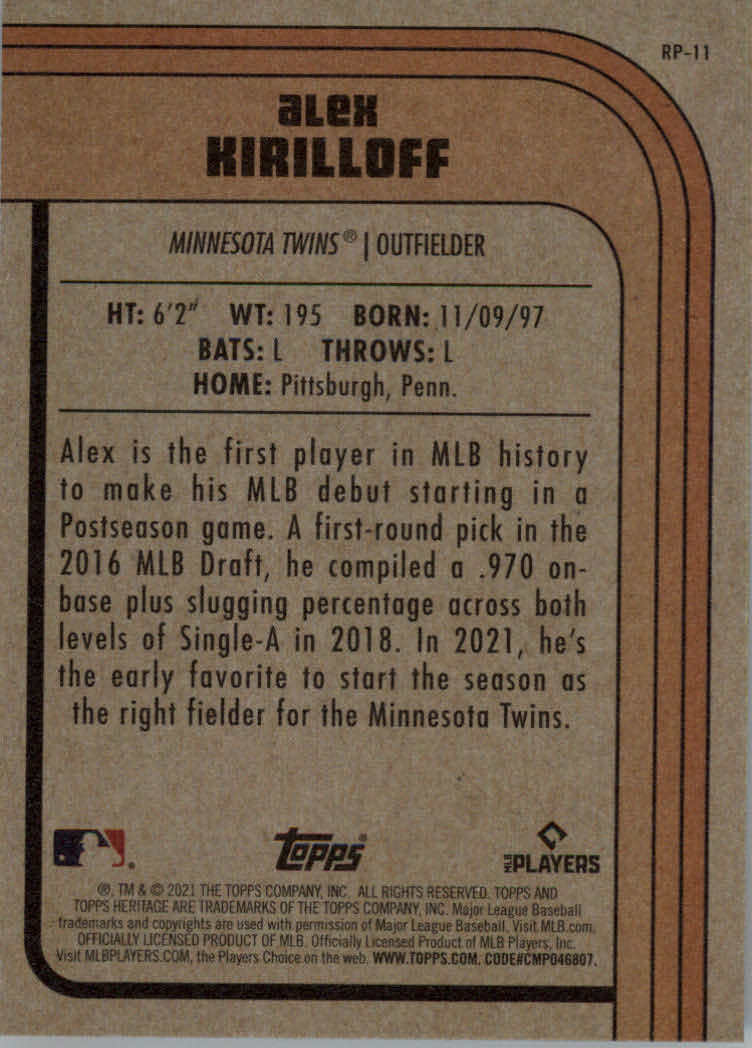 RP-11
aLex
KIRILLOFF
MINNESOTA TWINS® | OUTFIELDER
HT: 6'2" WT: 195 BORN: 11/09/97
BATS: L THROWS: L
HOME: Pittsburgh, Penn.
Alex is the first player in MLB history
to make his MLB debut starting in a
Postseason game. A first-round pick in the
2016 MLB Draft, he compiled a .970 on-
base plus slugging percentage across both
levels of Single-A in 2018. In 2021, he's
the early favorite to start the season as
the right fielder for the Minnesota Twins.
Topps®
MLB PLAYERS
®, TM & © 2021 THE TOPPS COMPANY, INC. ALL RIGHTS RESERVED. TOPPS AND
TOPPS HERITAGE ARE TRADEMARKS OF THE TOPPS COMPANY, INC. Major League Baseball
trademarks and copyrights are used with permission of Major League Baseball. Visit MLB.com.
OFFICIALLY LICENSED PRODUCT OF MLB. Officially Licensed Product of MLB Players, Inc.
Visit MLBPLAYERS.COM, the Players Choice on the web. WWW.TOPPS.COM. CODE#CMP046807.